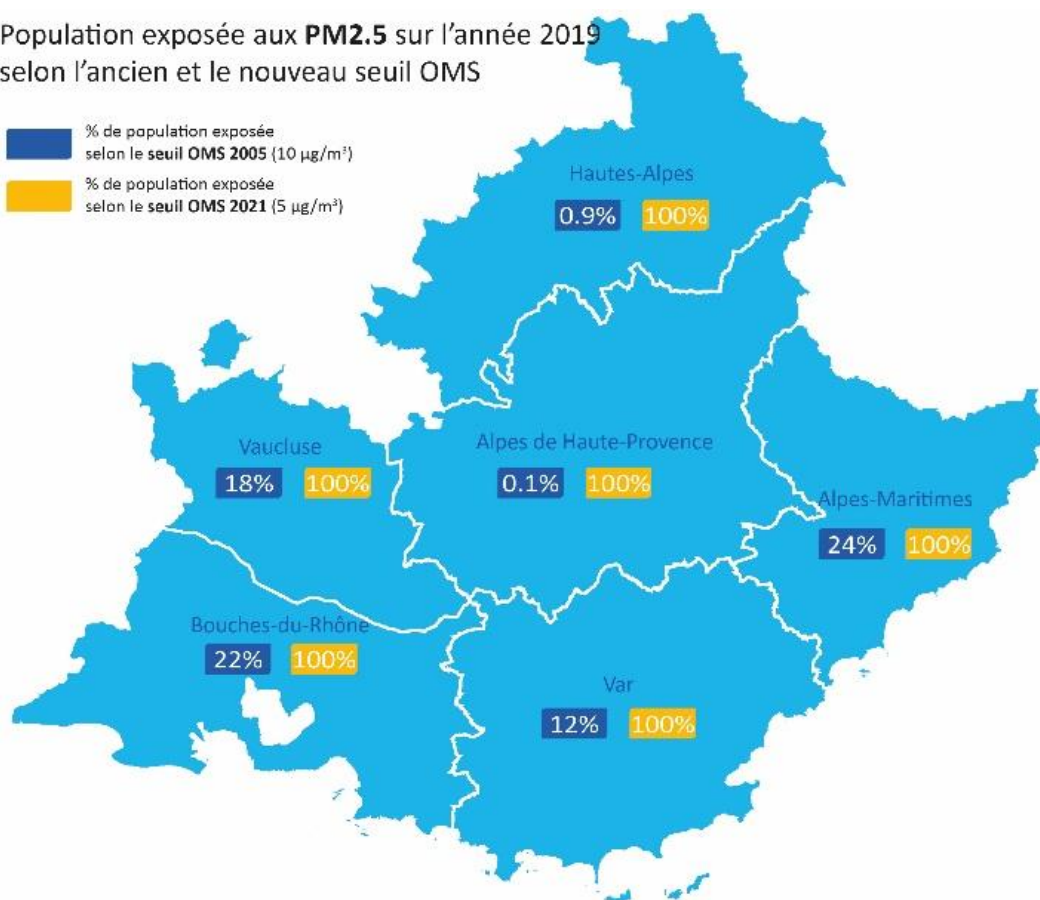 Population exposée aux PM2.5 sur l'année 2019
selon l'ancien et le nouveau seuil OMS
% de population exposée
selon le seuil OMS 2005 (10 µg/m³)
% de population exposée
selon le seuil OMS 2021 (5 µg/m³)
Hautes-Alpes
0.9% 100%
Vaucluse
18% 100%
Alpes de Haute-Provence
0.1% 100%
Alpes-Maritimes
24% 100%
Bouches-du-Rhône
22% 100%
Var
12% 100%